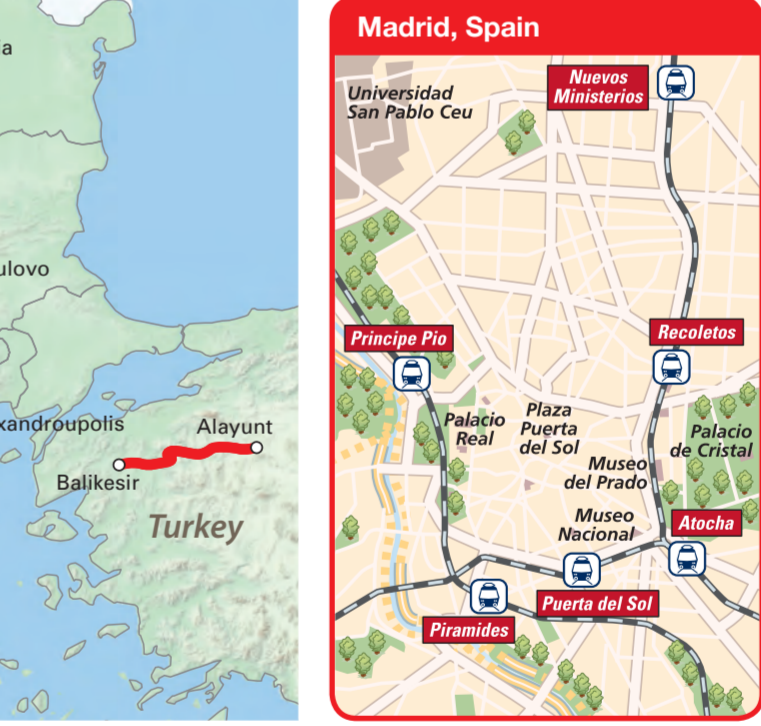 ulovo
xandroupolis
Alayunt
Balikesir
Turkey
Madrid, Spain
Universidad
San Pablo Ceu
Nuevos
Ministerios
Principe Pio
Recoletos
Palacio
Real
Plaza
Puerta
del Sol
Palacio
de Cristal
Museo
del Prado
Museo
Nacional
Atocha
Puerta del Sol
Piramides